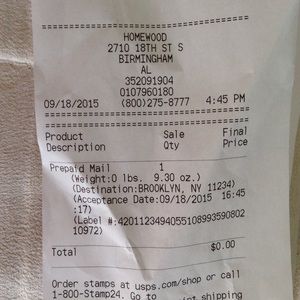 HOMEWOOD
2710 18TH ST S
BIRMINGHAM
AL
352091904
0107960180
09/18/2015 (800)275-8777 4:45 PM
Product Sale Final
Description Qty Price
Prepaid Mail 1
(Weight:0 lbs. 9.30 oz.)
(Destination:BROOKLYN, NY 11234)
(Acceptance Date:09/18/2015 16:45
:17)
(Label #:420112349405510899359080​2
10972)
Total $0.00
Order stamps at usps.com/shop or call
1-800-Stamp24. Go to
shipping